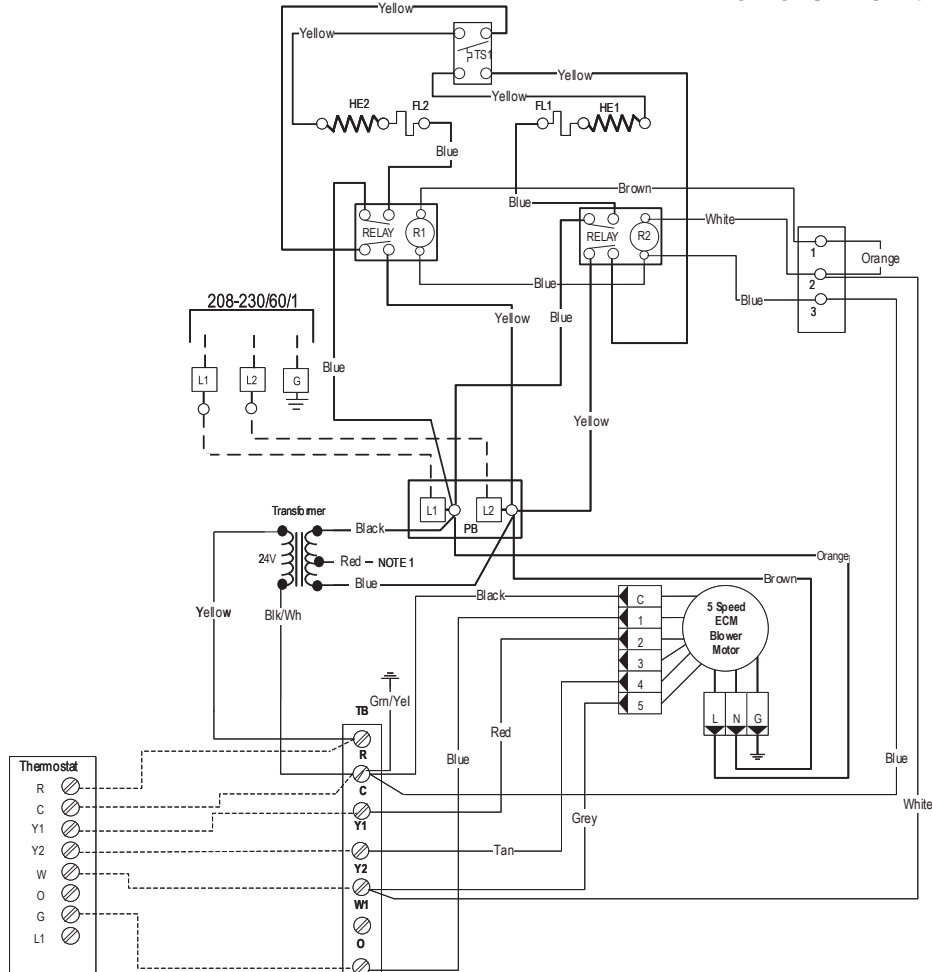 Yellow
Yellow
TS1
Yellow
Yellow
HE2
FL2
FL1
HE1
Blue
Brown
Blue
White
RELAY
R1
RELAY
R2
1
Orange
2
Blue
Blue
3
208-230/60/1
Yellow
Blue
Blue
L1
L2
G
Yellow
L1
L2
PB
Transformer
Black
24V
Red
NOTE 1
Orange
Blue
Brown
Black
Yellow
Blk/Wh
C
1
2
3
4
5
5 Speed
ECM
Blower
Motor
Grn/Yel
TB
L
N
G
Red
Blue
Blue
White
Grey
Tan
R
C
Y1
Y2
W1
O
Thermostat
R
C
Y1
Y2
W
O
G
L1